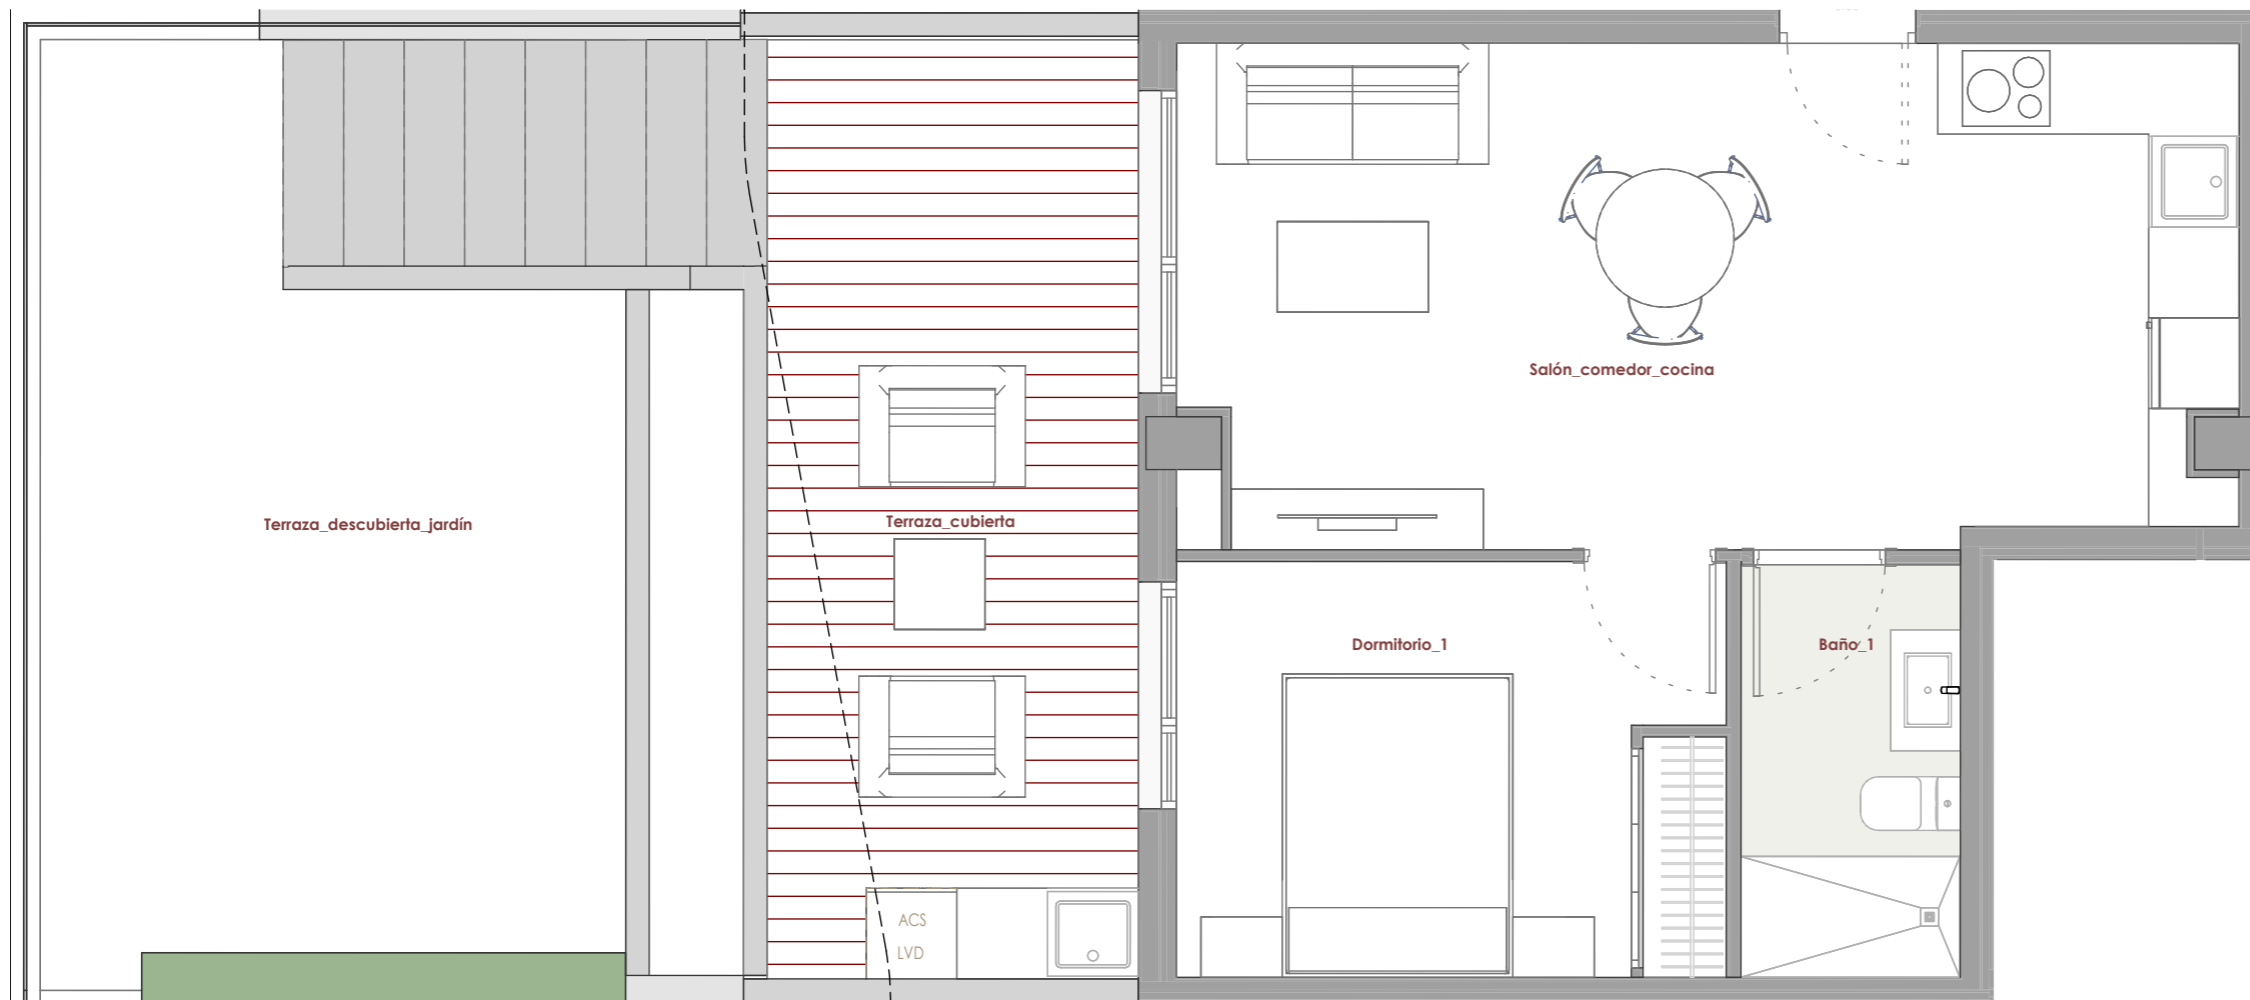 Salón_comedor_cocina
Terraza_descubierta_jardín
Terraza_cubierta
Dormitorio_1
Baño_1
ACS
LVD